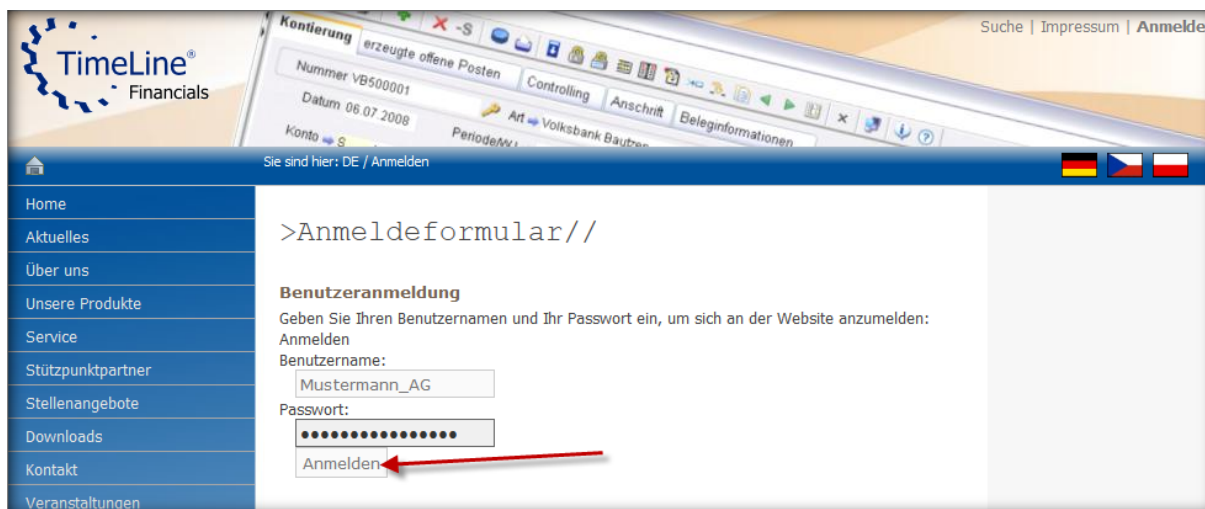 Suche | Impressum | Anmelde
TimeLine®
Financials
Kontierung
erzeugte offene Posten
Controlling
Anschrift
Beleginformationen
-S
Nummer VB500001
Datum 06.07.2008
Art Volksbank Bautzen
Konto S
Sie sind hier: DE / Anmelden
Home
Aktuelles
Über uns
Unsere Produkte
Service
Stützpunktpartner
Stellenangebote
Downloads
Kontakt
Veranstaltungen
>Anmeldeformular//
Benutzeranmeldung
Geben Sie Ihren Benutzernamen und Ihr Passwort ein, um sich an der Website anzumelden:
Anmelden
Benutzername:
Mustermann_AG
Passwort:
••••••••••••••••
Anmelden